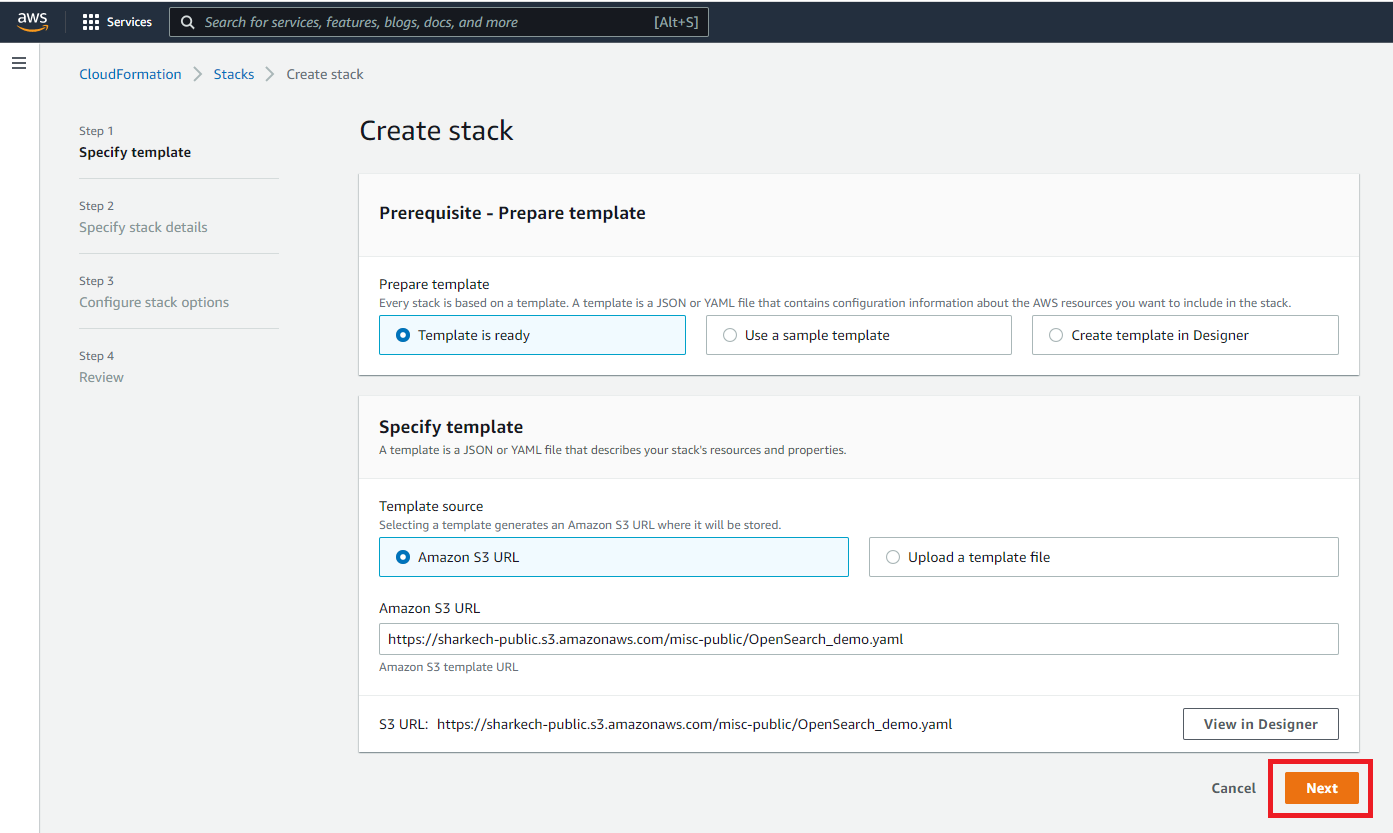 aws Services Search for services, features, blogs, docs, and more [Alt+S]
CloudFormation Stacks Create stack
Step 1
Specify template
Step 2
Specify stack details
Step 3
Configure stack options
Step 4
Review
Create stack
Prerequisite - Prepare template
Prepare template
Every stack is based on a template. A template is a JSON or YAML file that contains configuration information about the AWS resources you want to include in the stack.
Template is ready Use a sample template Create template in Designer
Specify template
A template is a JSON or YAML file that describes your stack's resources and properties.
Template source
Selecting a template generates an Amazon S3 URL where it will be stored.
Amazon S3 URL Upload a template file
Amazon S3 URL
https://sharkech-public.s3.amazonaws.com/misc-public/OpenSearch_demo.yaml
Amazon S3 template URL
S3 URL: https://sharkech-public.s3.amazonaws.com/misc-public/OpenSearch_demo.yaml View in Designer
Cancel Next